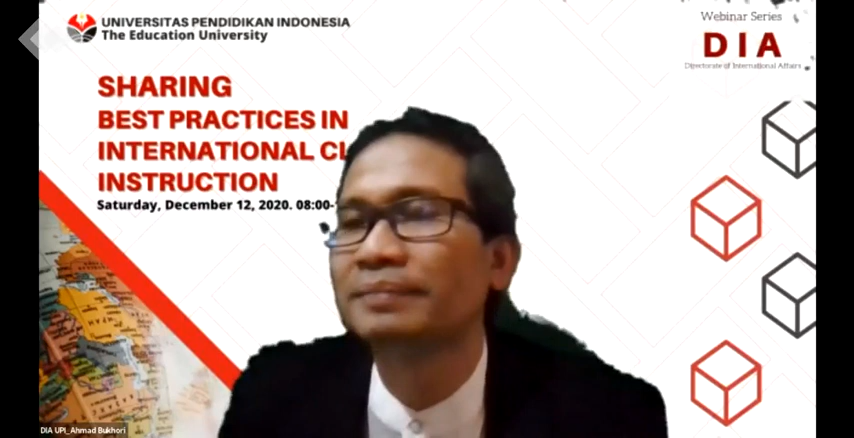 UNIVERSITAS PENDIDIKAN INDONESIA
The Education University
Webinar Series
DIA
Directorate of International Affairs
SHARING
BEST PRACTICES IN
INTERNATIONAL CL
INSTRUCTION
Saturday, December 12, 2020. 08:00-
DIA UPI_Ahmad Bukhori